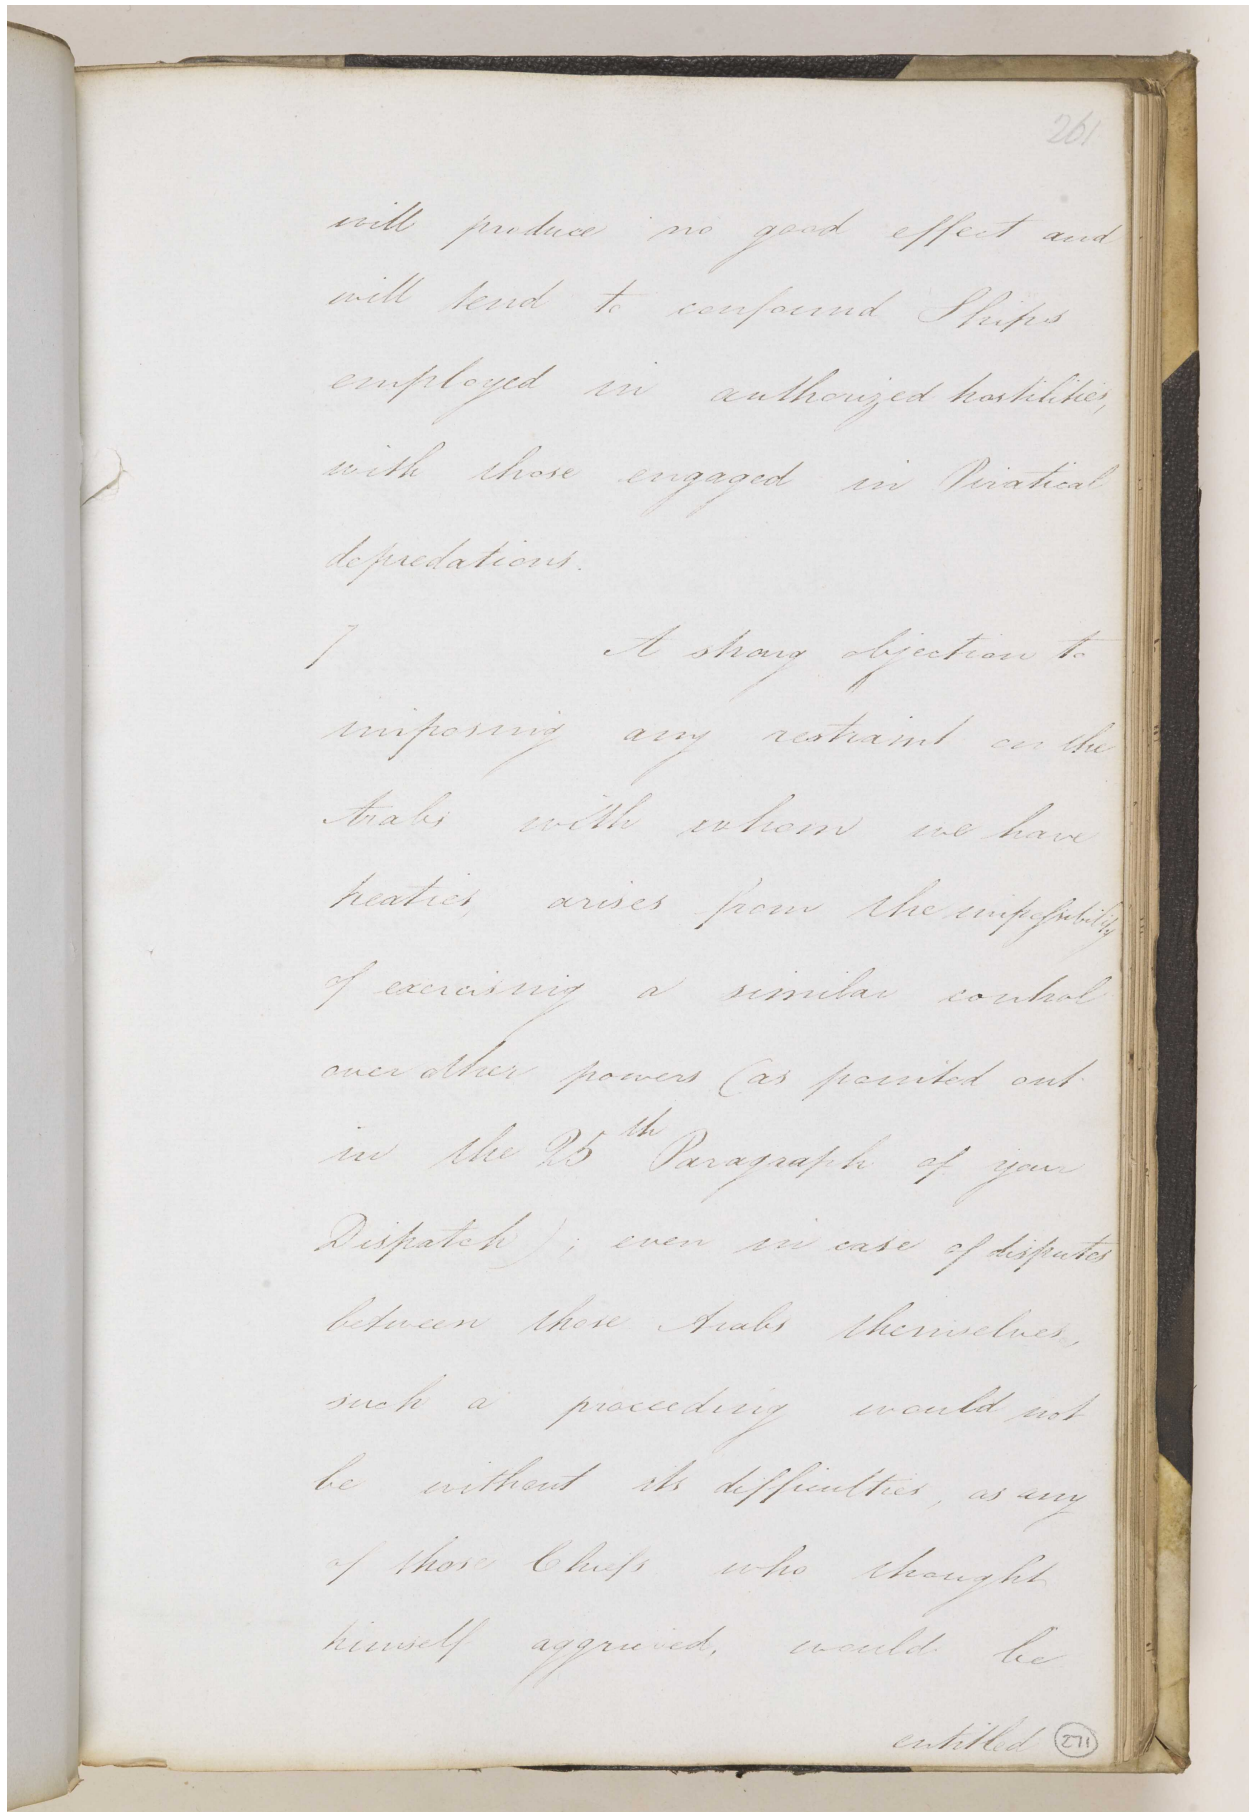 261
will produce no good effect and
will tend to confound Ships
employed in authorized hostilities,
with those engaged in Piratical
depredations.
7 A strong objection to
imposing any restraint on the
Arabs with whom we have
treaties, arises from the impossibility
of exercising a similar control
over other powers (as pointed out
in the 25th Paragraph of your
Dispatch); even in case of disputes
between those Arabs themselves,
such a proceeding would not
be without its difficulties, as any
of those Chiefs who thought
himself aggrieved, would be
entitled
271